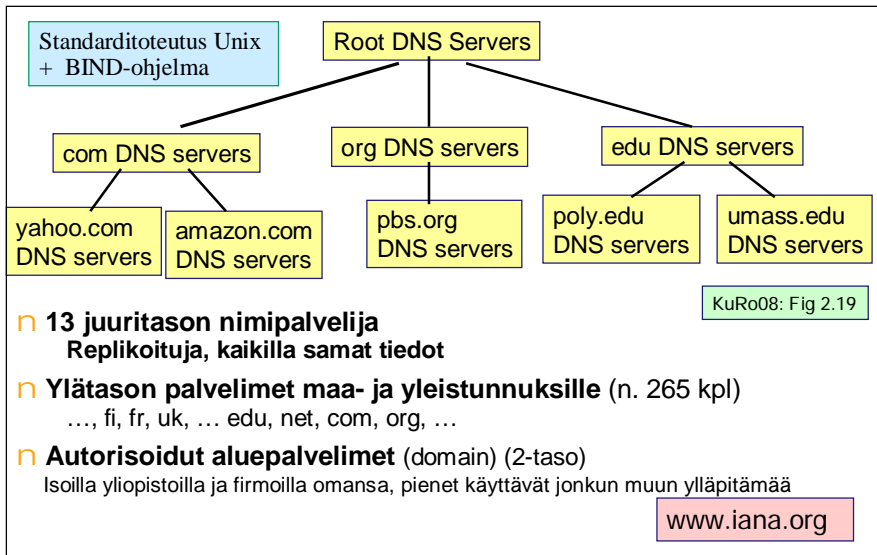 Standarditoteutus Unix
+ BIND-ohjelma
Root DNS Servers
com DNS servers
org DNS servers
edu DNS servers
yahoo.com
DNS servers
amazon.com
DNS servers
pbs.org
DNS servers
poly.edu
DNS servers
umass.edu
DNS servers
KuRo08: Fig 2.19
n 13 juuritason nimipalvelija
Replikoituja, kaikilla samat tiedot
n Ylätason palvelimet maa- ja yleistunnuksille (n. 265 kpl)
…, fi, fr, uk, … edu, net, com, org, …
n Autorisoidut aluepalvelimet (domain) (2-taso)
Isoilla yliopistoilla ja firmoilla omansa, pienet käyttävät jonkun muun ylläpitämää
www.iana.org